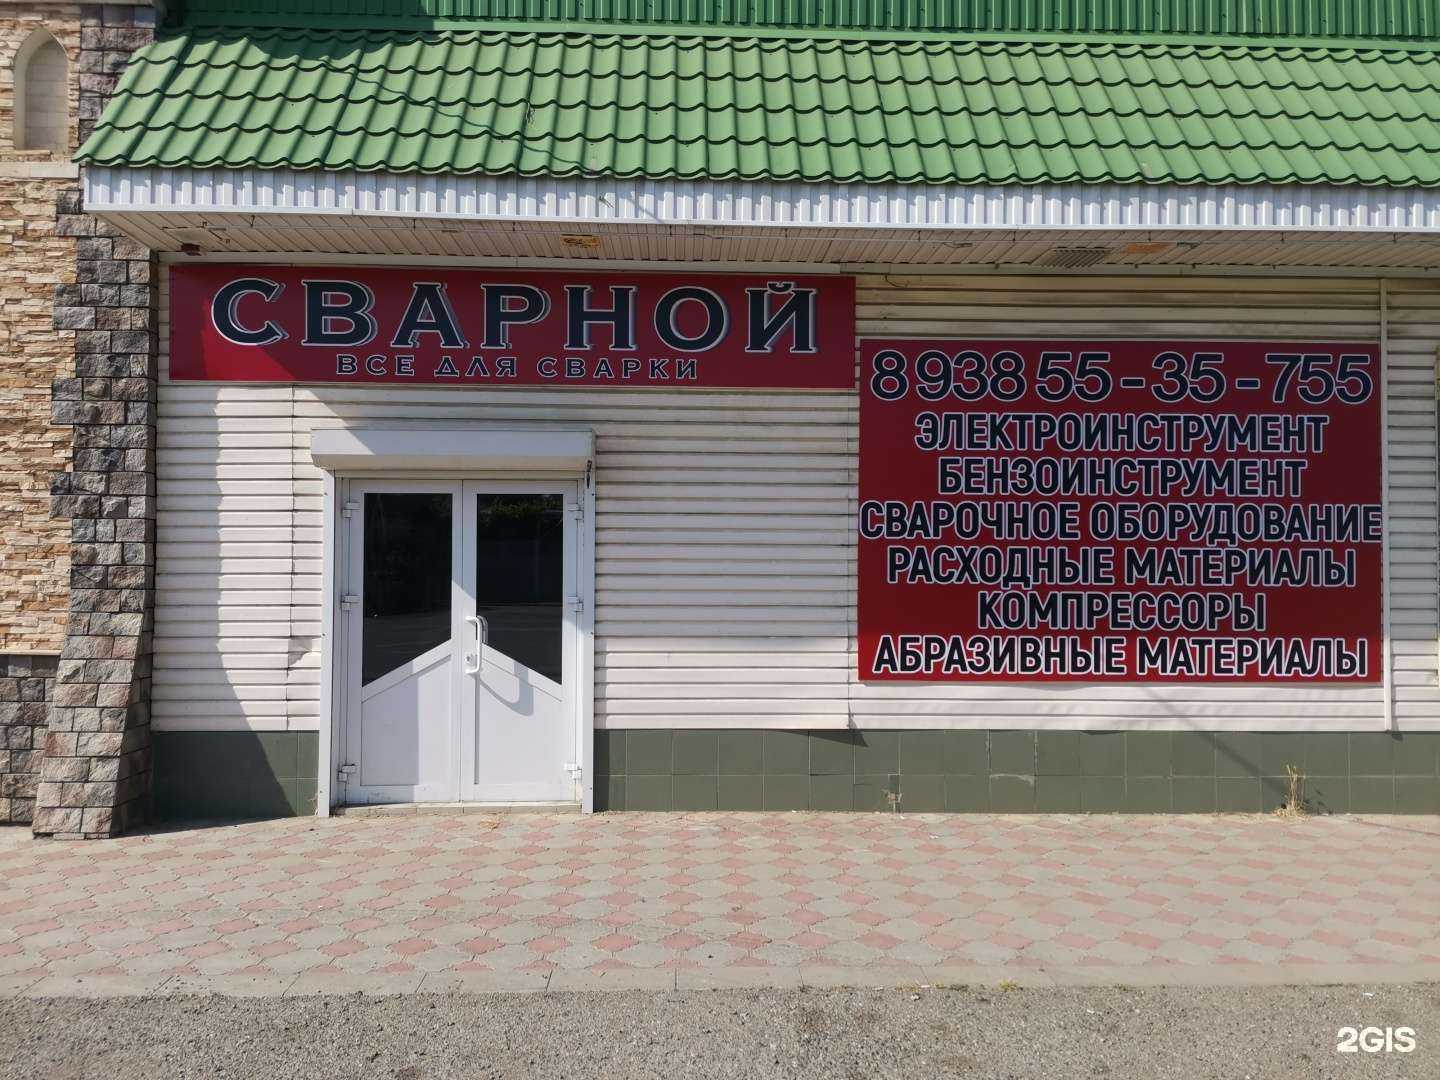 СВАРНОЙ
ВСЕ ДЛЯ СВАРКИ
8 938 55-35-755
ЭЛЕКТРОИНСТРУМЕНТ
БЕНЗОИНСТРУМЕНТ
СВАРОЧНОЕ ОБОРУДОВАНИЕ
РАСХОДНЫЕ МАТЕРИАЛЫ
КОМПРЕССОРЫ
АБРАЗИВНЫЕ МАТЕРИАЛЫ
2GIS